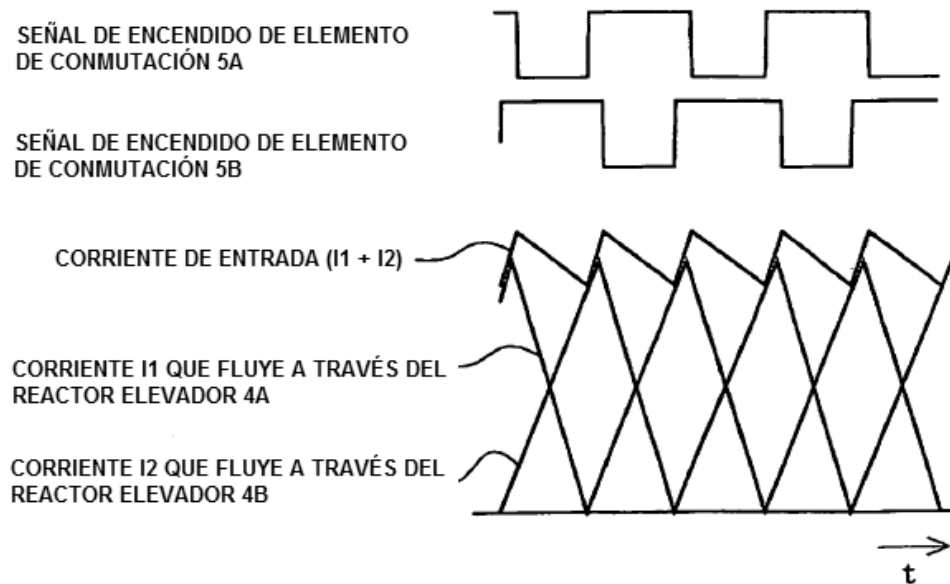 SEÑAL DE ENCENDIDO DE ELEMENTO
DE CONMUTACIÓN 5A
SEÑAL DE ENCENDIDO DE ELEMENTO
DE CONMUTACIÓN 5B
CORRIENTE DE ENTRADA (I1 + I2)
CORRIENTE I1 QUE FLUYE A TRAVÉS DEL
REACTOR ELEVADOR 4A
CORRIENTE I2 QUE FLUYE A TRAVÉS DEL
REACTOR ELEVADOR 4B
t